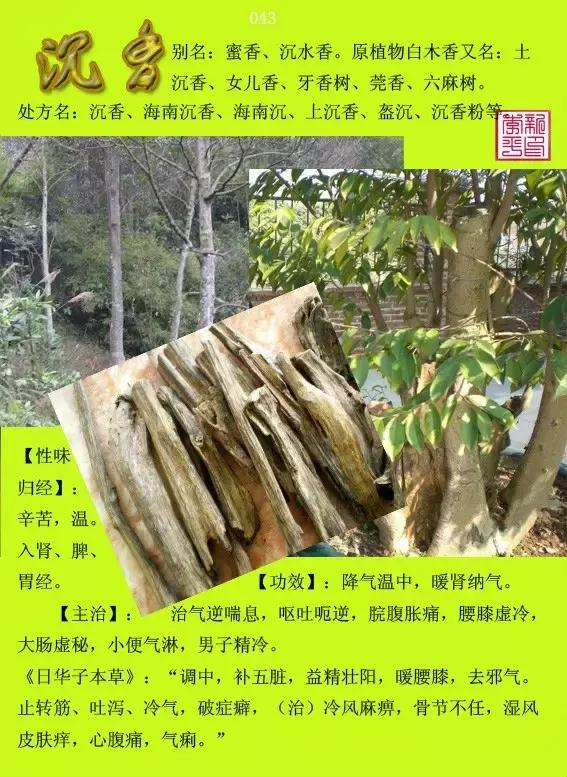 043
沉香
别名：蜜香、沉水香。原植物白木香又名：土
沉香、女儿香、牙香树、莞香、六麻树。
处方名：沉香、海南沉香、海南沉、上沉香、盔沉、沉香粉等。
【性味
归经】：
辛苦，温。
入肾、脾、
胃经。
【功效】：降气温中，暖肾纳气。
【主治】：治气逆喘息，呕吐呃逆，脘腹胀痛，腰膝虚冷，
大肠虚秘，小便气淋，男子精冷。
《日华子本草》：“调中，补五脏，益精壮阳，暖腰膝，去邪气。
止转筋、吐泻、冷气，破症癖，（治）冷风麻痹，骨节不任，湿风
皮肤痒，心腹痛，气痢。”